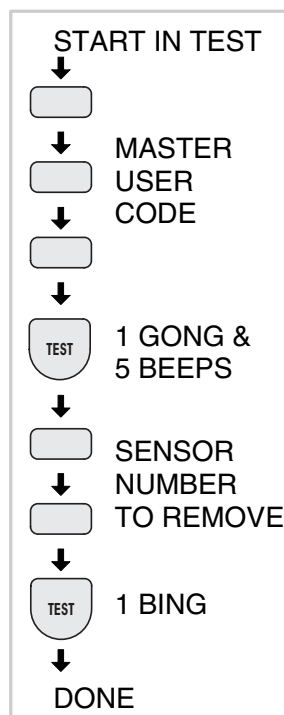 START IN TEST
MASTER
USER
CODE
TEST
1 GONG &
5 BEEPS
SENSOR
NUMBER
TO REMOVE
TEST
1 BING
DONE